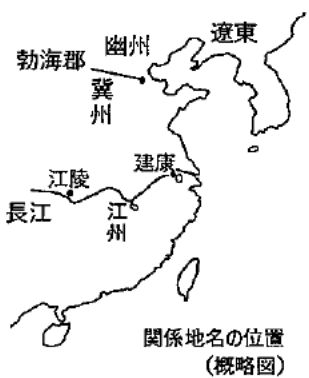 幽州
遼東
勃海郡
冀州
建康
江陵
長江
江州
関係地名の位置
(概略図)